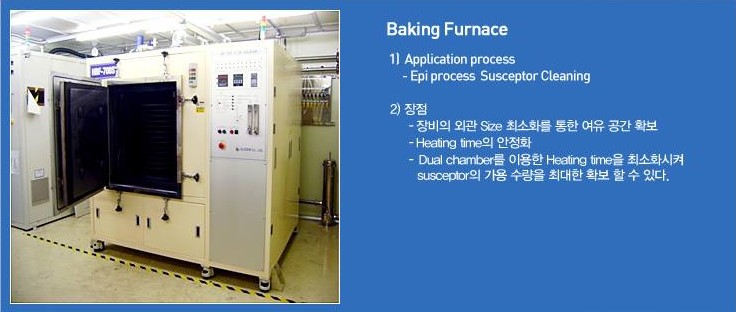 Baking Furnace
1) Application process
- Epi process Susceptor Cleaning
2) 장점
- 장비의 외관 Size 최소화를 통한 여유 공간 확보
- Heating time의 안정화
- Dual chamber를 이용한 Heating time을 최소화시켜
susceptor의 가용 수량을 최대한 확보 할 수 있다.